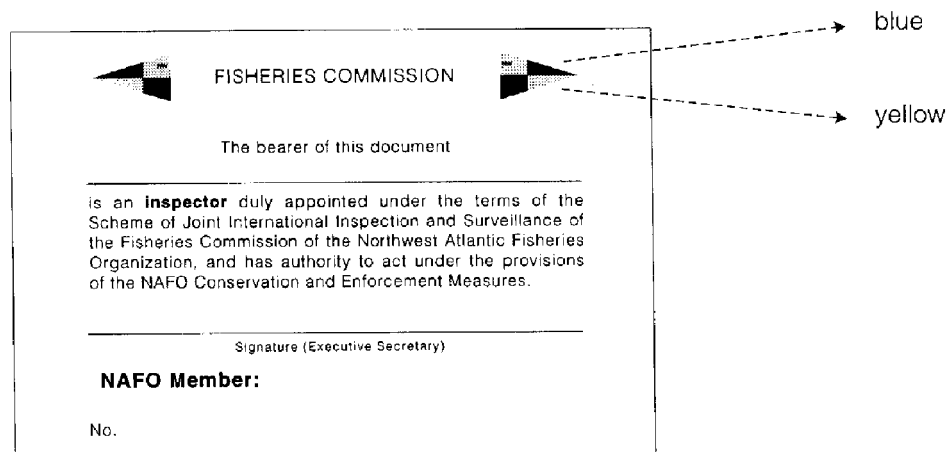 blue
FISHERIES COMMISSION
yellow
The bearer of this document
is an inspector duly appointed under the terms of the
Scheme of Joint International Inspection and Surveillance of
the Fisheries Commission of the Northwest Atlantic Fisheries
Organization, and has authority to act under the provisions
of the NAFO Conservation and Enforcement Measures.
Signature (Executive Secretary)
NAFO Member:
No.